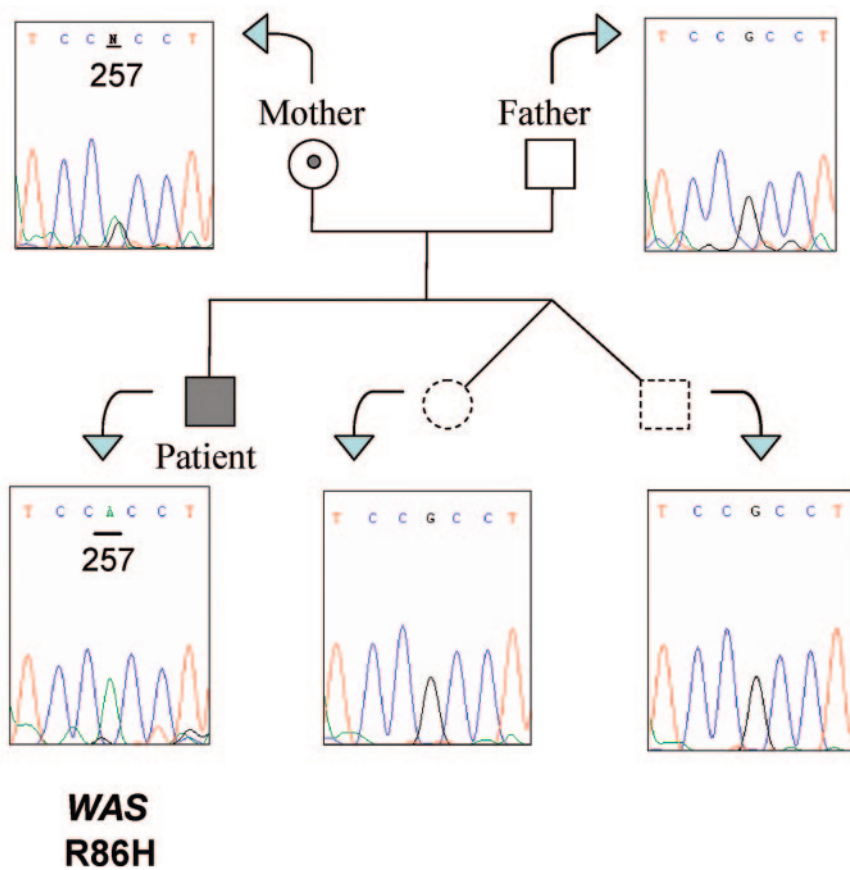 T C C N C C T
257
T C C G C C T
Mother
Father
Patient
T C C A C C T
257
T C C G C C T
T C C G C C T
WAS
R86H